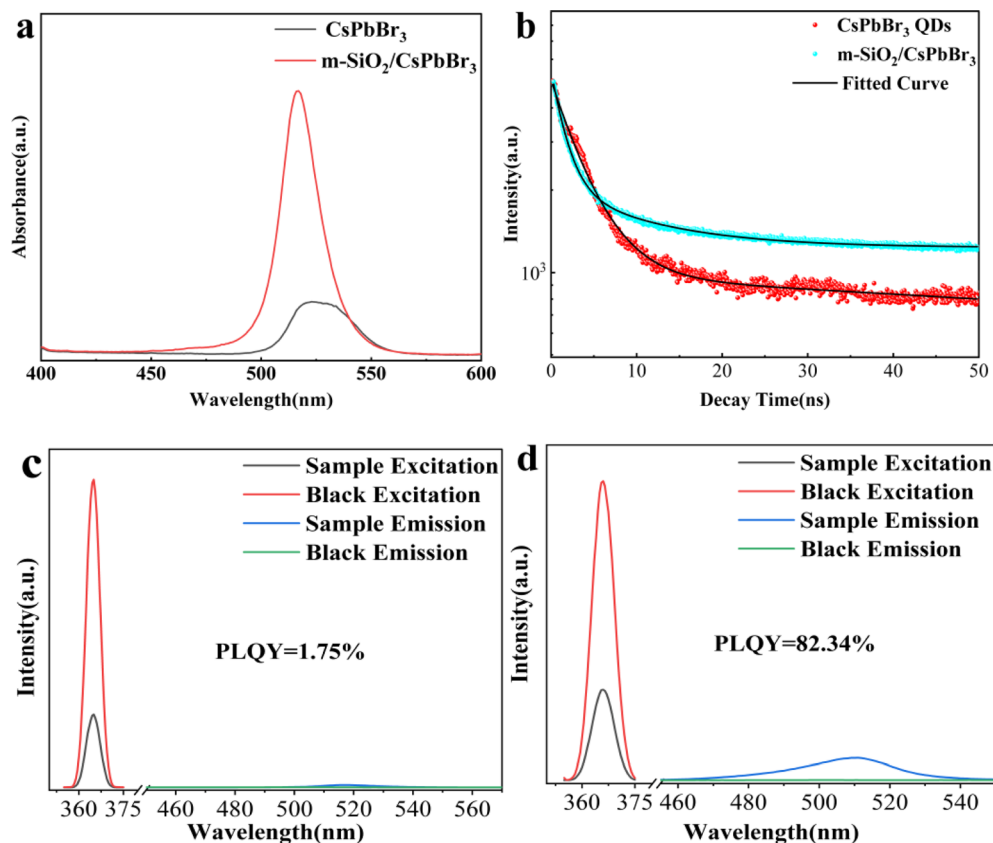 a
CsPbBr₃
m-SiO₂/CsPbBr₃
Absorbance(a.u.)
400 450 500 550 600
Wavelength(nm)
b
CsPbBr₃ QDs
m-SiO₂/CsPbBr₃
Fitted Curve
Intensity(a.u.)
10³
0 10 20 30 40 50
Decay Time(ns)
c
Sample Excitation
Black Excitation
Sample Emission
Black Emission
Intensity(a.u.)
PLQY=1.75%
360 375 460 480 500 520 540 560
Wavelength(nm)
d
Sample Excitation
Black Excitation
Sample Emission
Black Emission
Intensity(a.u.)
PLQY=82.34%
360 375 460 480 500 520 540
Wavelength(nm)